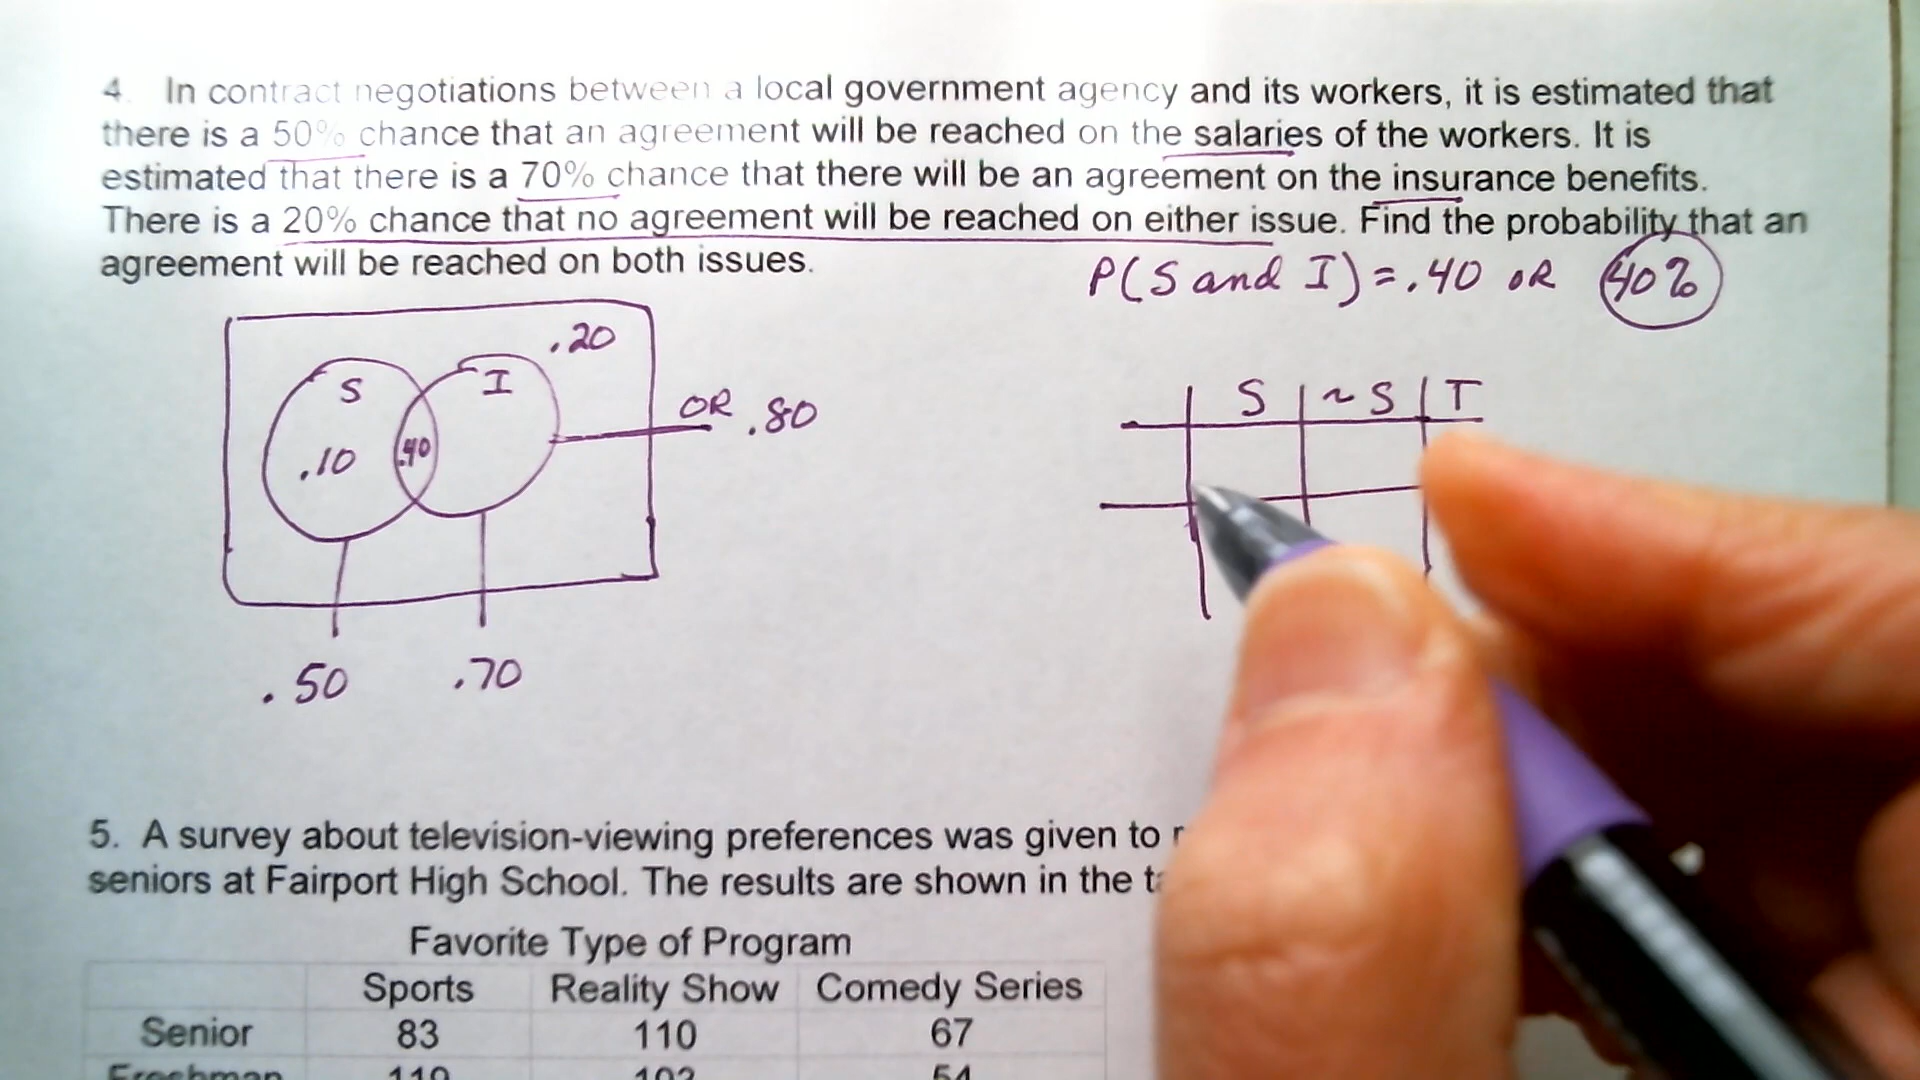 4. In contract negotiations between a local government agency and its workers, it is estimated that
there is a 50% chance that an agreement will be reached on the salaries of the workers. It is
estimated that there is a 70% chance that there will be an agreement on the insurance benefits.
There is a 20% chance that no agreement will be reached on either issue. Find the probability that an
agreement will be reached on both issues.
P(S and I) = .40 OR 40%
.20
S I
OR .80
.10 .40
.50 .70
S ~S T
5. A survey about television-viewing preferences was given to
seniors at Fairport High School. The results are shown in the
Favorite Type of Program
Sports Reality Show Comedy Series
Senior 83 110 67
Freshman 119 103 54